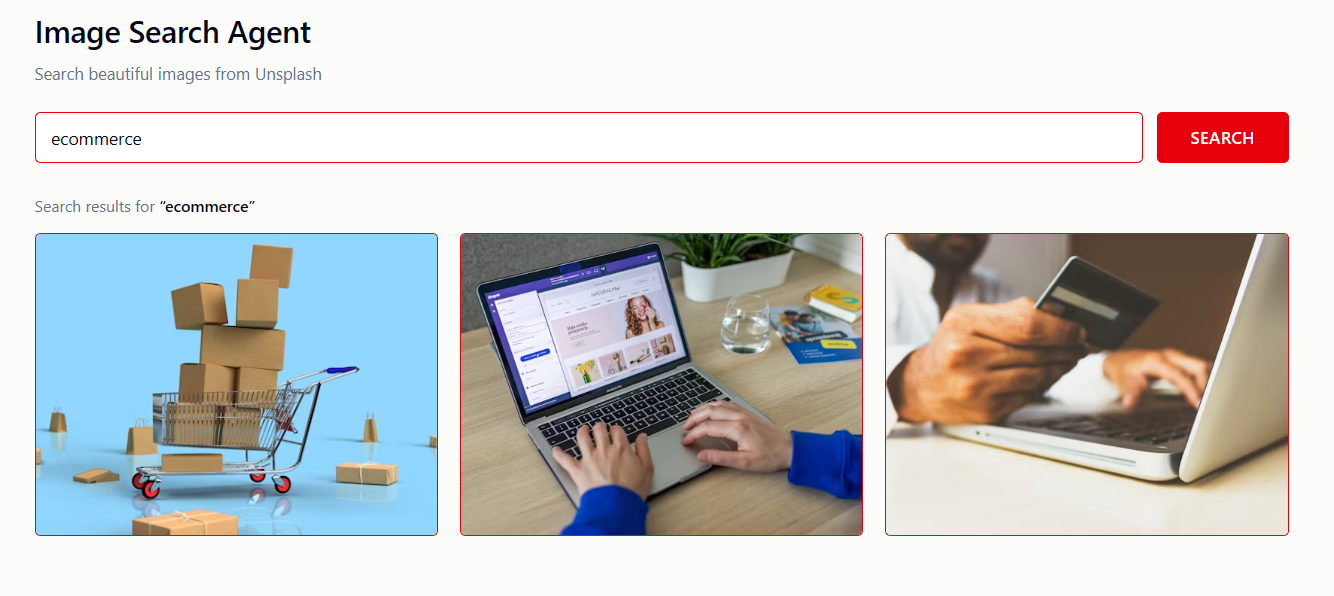 Image Search Agent
Search beautiful images from Unsplash
ecommerce
SEARCH
Search results for “ecommerce”